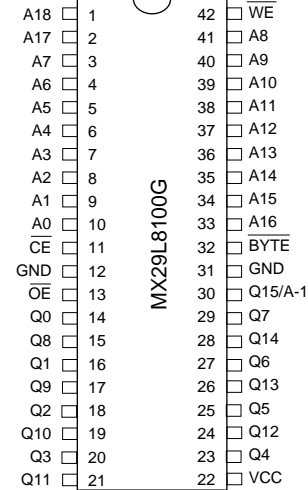 A18 1 42 WE
A17 2 41 A8
A7 3 40 A9
A6 4 39 A10
A5 5 38 A11
A4 6 37 A12
A3 7 36 A13
A2 8 35 A14
A1 9 34 A15
A0 10 33 A16
CE 11 32 BYTE
GND 12 31 GND
OE 13 30 Q15/A-1
Q0 14 29 Q7
Q8 15 28 Q14
Q1 16 27 Q6
Q9 17 26 Q13
Q2 18 25 Q5
Q10 19 24 Q12
Q3 20 23 Q4
Q11 21 22 VCC
MX29L8100G